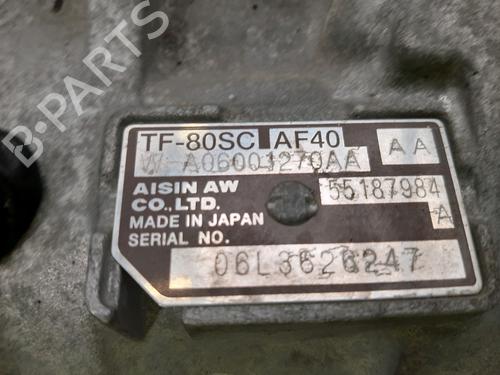 TF-80SC AF40
W-A06001270AA AA
AISIN AW 55187984
CO., LTD. A
MADE IN JAPAN
SERIAL NO.
06L3626247
B-PARTS